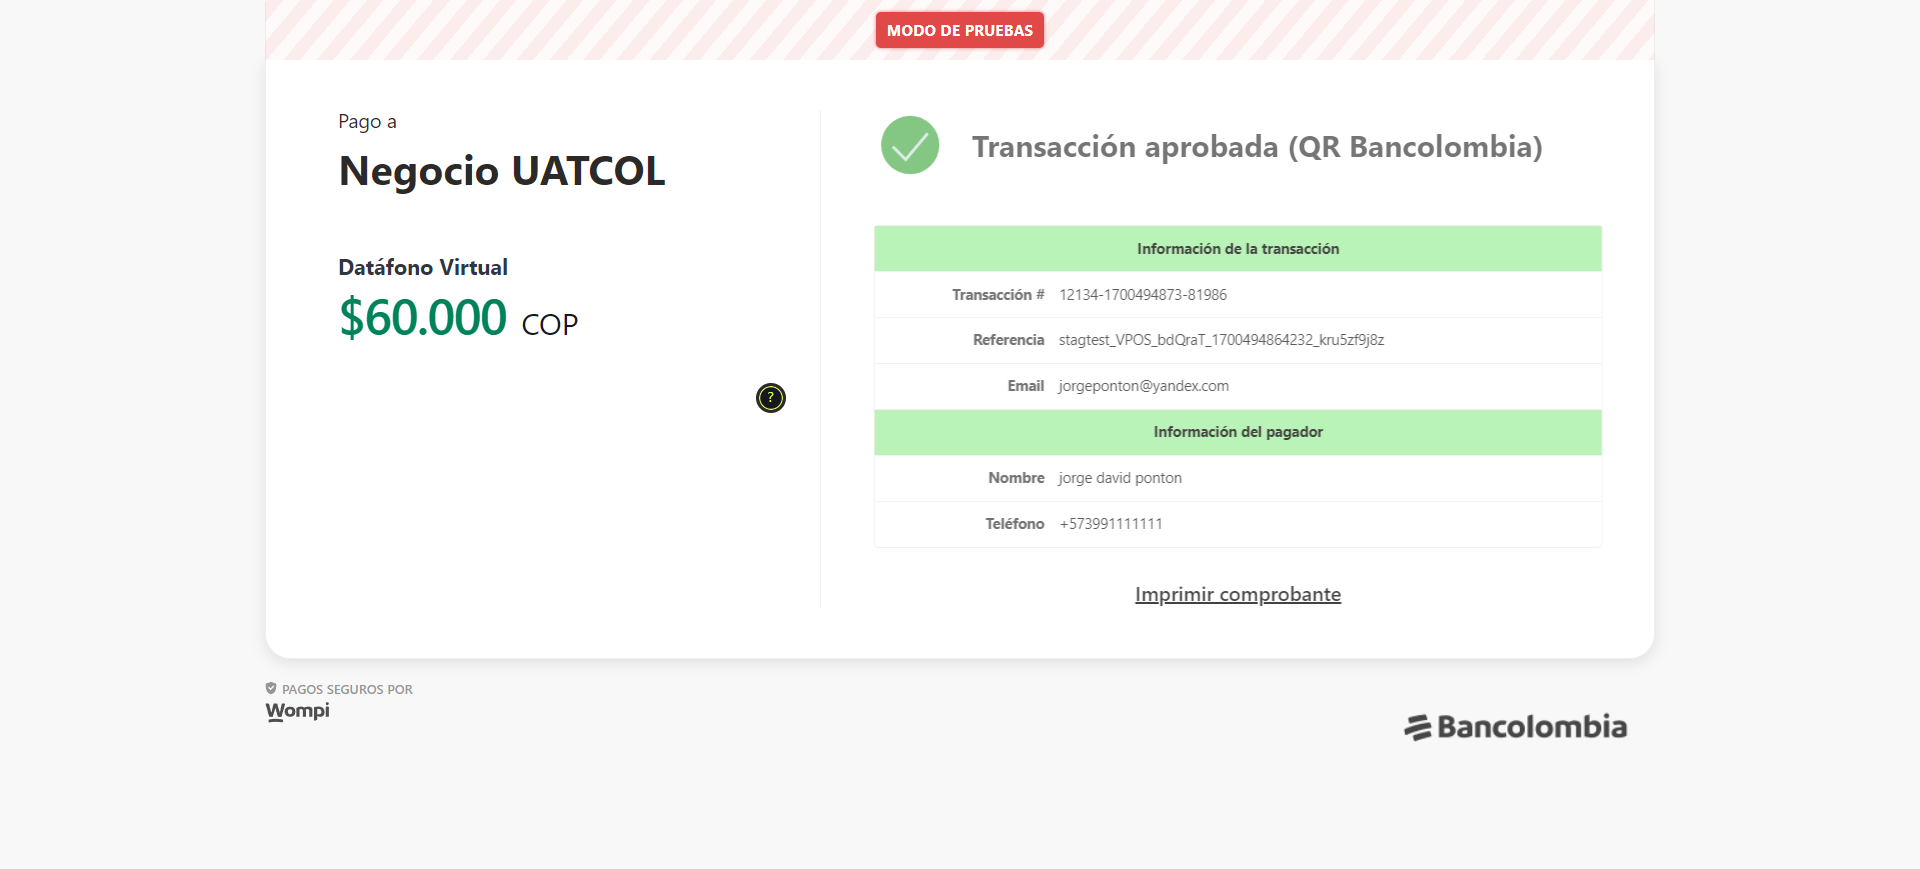 MODO DE PRUEBAS
Pago a
Negocio UATCOL
Datáfono Virtual
$60.000 COP
?
Transacción aprobada (QR Bancolombia)
Información de la transacción
Transacción # 12134-1700494873-81986
Referencia stagtest_VPOS_bdQraT_1700494864232_kru5zf9j8z
Email jorgeponton@yandex.com
Información del pagador
Nombre jorge david ponton
Teléfono +573991111111
Imprimir comprobante
PAGOS SEGUROS POR
Wompi
Bancolombia